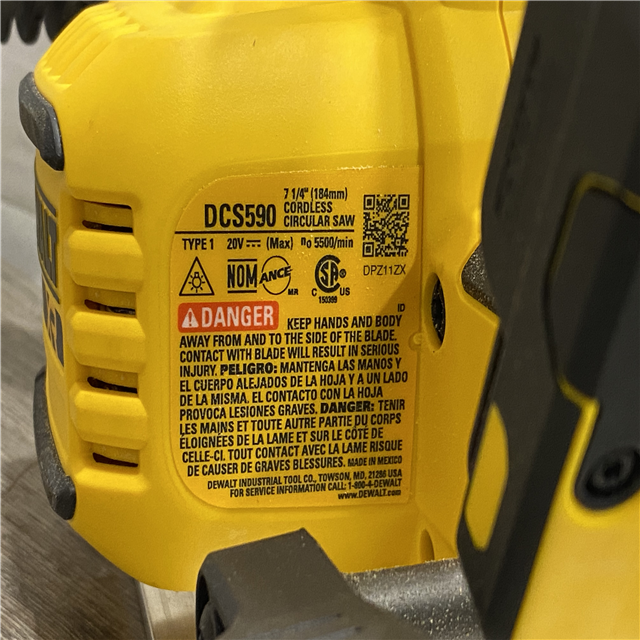 7 1/4" (184mm)
DCS590 CORDLESS
CIRCULAR SAW
TYPE 1 20V ⎓ (Max) n₀ 5500/min
DPZ11ZX
NOM ANCE MR
SA ® C US
150399
ID
DANGER KEEP HANDS AND BODY
AWAY FROM AND TO THE SIDE OF THE BLADE.
CONTACT WITH BLADE WILL RESULT IN SERIOUS
INJURY. PELIGRO: MANTENGA LAS MANOS Y
EL CUERPO ALEJADOS DE LA HOJA Y A UN LADO
DE LA MISMA. EL CONTACTO CON LA HOJA
PROVOCA LESIONES GRAVES. DANGER: TENIR
LES MAINS ET TOUTE AUTRE PARTIE DU CORPS
ÉLOIGNÉES DE LA LAME ET SUR LE CÔTÉ DE
CELLE-CI. TOUT CONTACT AVEC LA LAME RISQUE
DE CAUSER DE GRAVES BLESSURES. MADE IN MEXICO
DEWALT INDUSTRIAL TOOL CO., TOWSON, MD, 21286 USA
FOR SERVICE INFORMATION CALL: 1-800-4-DEWALT
www.DEWALT.com